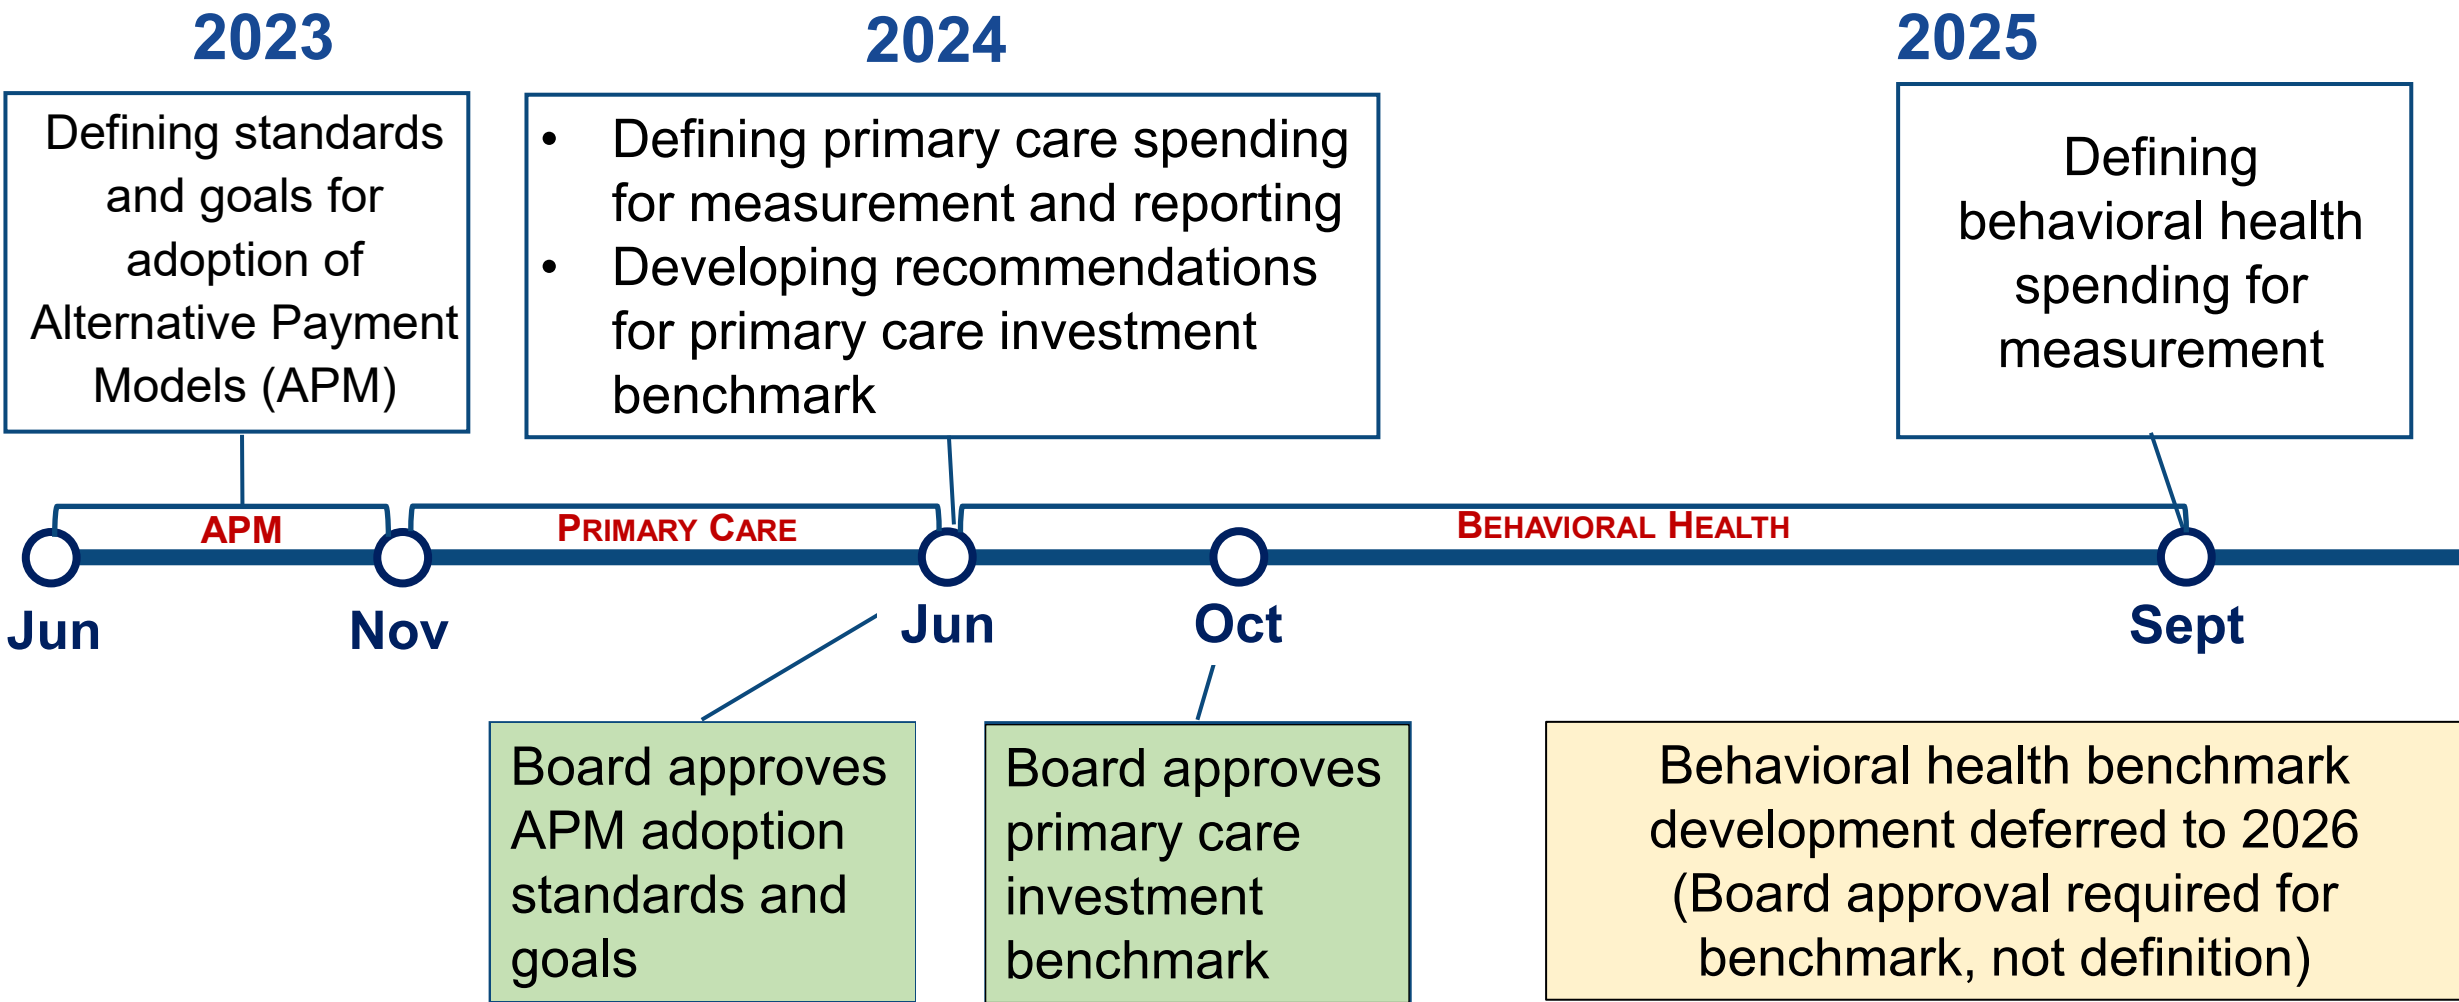 2023
2024
2025
Defining standards
and goals for
adoption of
Alternative Payment
Models (APM)
• Defining primary care spending
for measurement and reporting
• Developing recommendations
for primary care investment
benchmark
Defining
behavioral health
spending for
measurement
APM
PRIMARY CARE
BEHAVIORAL HEALTH
Jun
Nov
Jun
Oct
Sept
Board approves
APM adoption
standards and
goals
Board approves
primary care
investment
benchmark
Behavioral health benchmark
development deferred to 2026
(Board approval required for
benchmark, not definition)